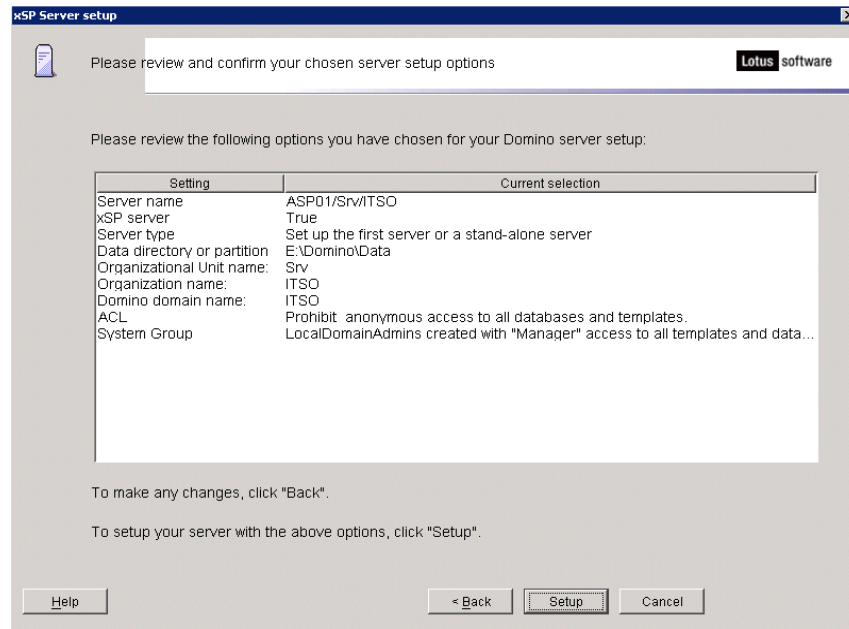 xSP Server setup
Please review and confirm your chosen server setup options
Lotus software
Please review the following options you have chosen for your Domino server setup:
Setting Current selection
Server name ASP01/Srv/ITSO
xSP server True
Server type Set up the first server or a stand-alone server
Data directory or partition E:\Domino\Data
Organizational Unit name: Srv
Organization name: ITSO
Domino domain name: ITSO
ACL Prohibit anonymous access to all databases and templates.
System Group LocalDomainAdmins created with "Manager" access to all templates and data...
To make any changes, click "Back".
To setup your server with the above options, click "Setup".
Help < Back Setup Cancel